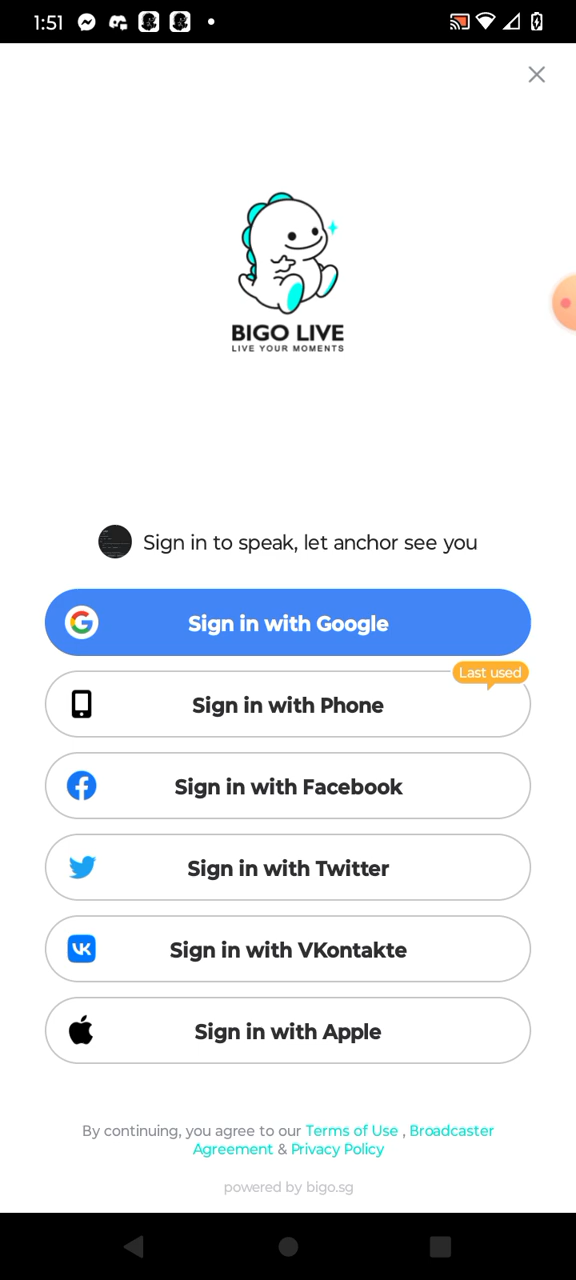 1:51
BIGO LIVE
LIVE YOUR MOMENTS
Sign in to speak, let anchor see you
Sign in with Google
Last used
Sign in with Phone
Sign in with Facebook
Sign in with Twitter
Sign in with VKontakte
Sign in with Apple
By continuing, you agree to our Terms of Use , Broadcaster
Agreement & Privacy Policy
powered by bigo.sg